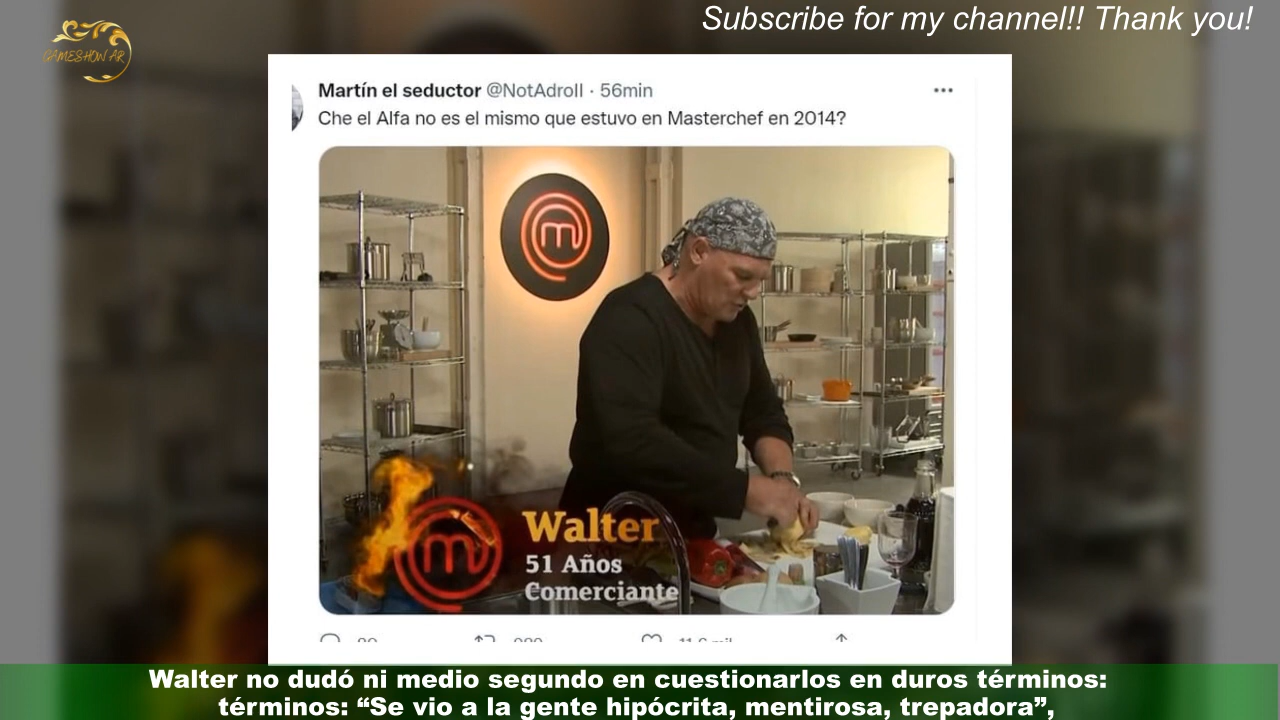 Subscribe for my channel!! Thank you!
GAMESHOW AR
Martín el seductor @NotAdroll · 56min
Che el Alfa no es el mismo que estuvo en Masterchef en 2014?
m
m
Walter
51 Años
Comerciante
Walter no dudó ni medio segundo en cuestionarlos en duros términos:
términos: “Se vio a la gente hipócrita, mentirosa, trepadora”,